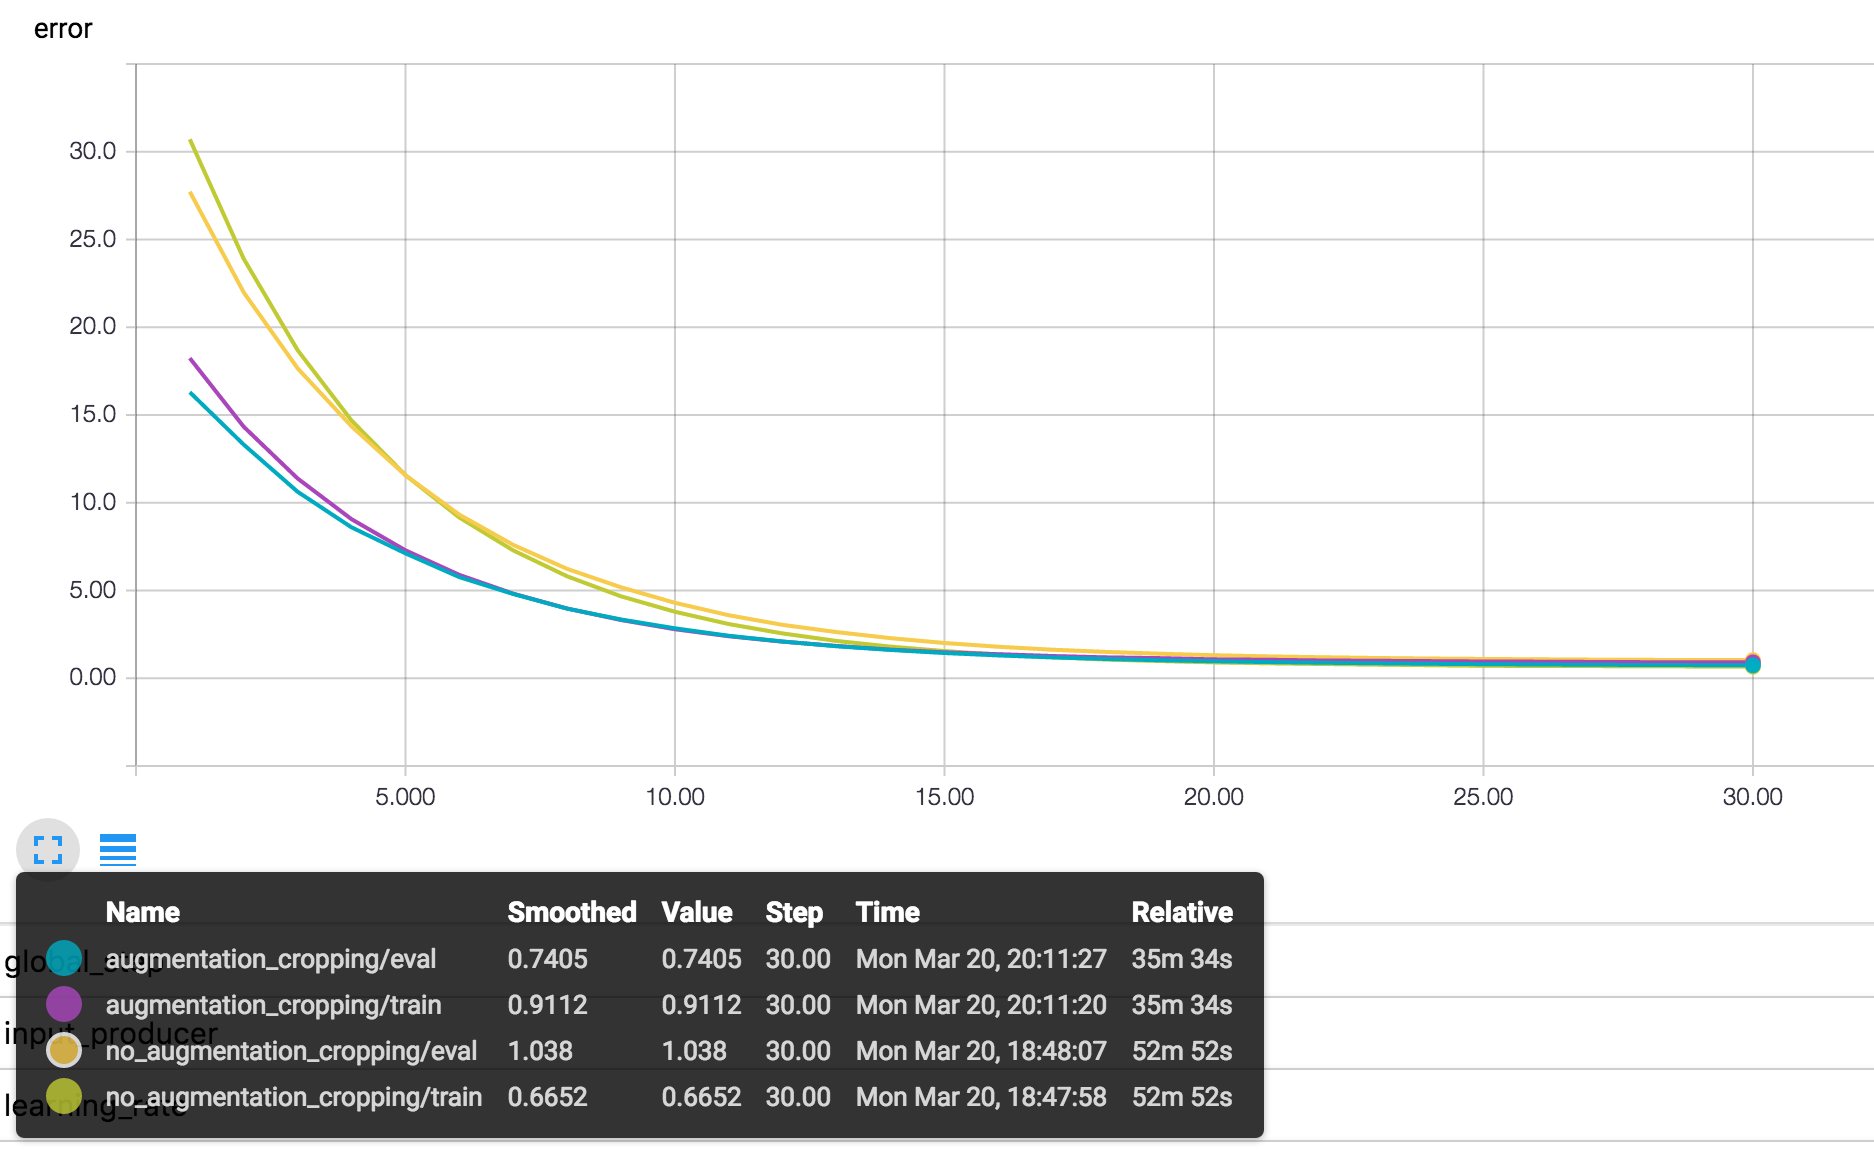 error
30.0
25.0
20.0
15.0
10.0
5.00
0.00
5.000 10.00 15.00 20.00 25.00 30.00
Name Smoothed Value Step Time Relative
global_step
augmentation_cropping/eval 0.7405 0.7405 30.00 Mon Mar 20, 20:11:27 35m 34s
augmentation_cropping/train 0.9112 0.9112 30.00 Mon Mar 20, 20:11:20 35m 34s
input_producer
no_augmentation_cropping/eval 1.038 1.038 30.00 Mon Mar 20, 18:48:07 52m 52s
learning_rate
no_augmentation_cropping/train 0.6652 0.6652 30.00 Mon Mar 20, 18:47:58 52m 52s